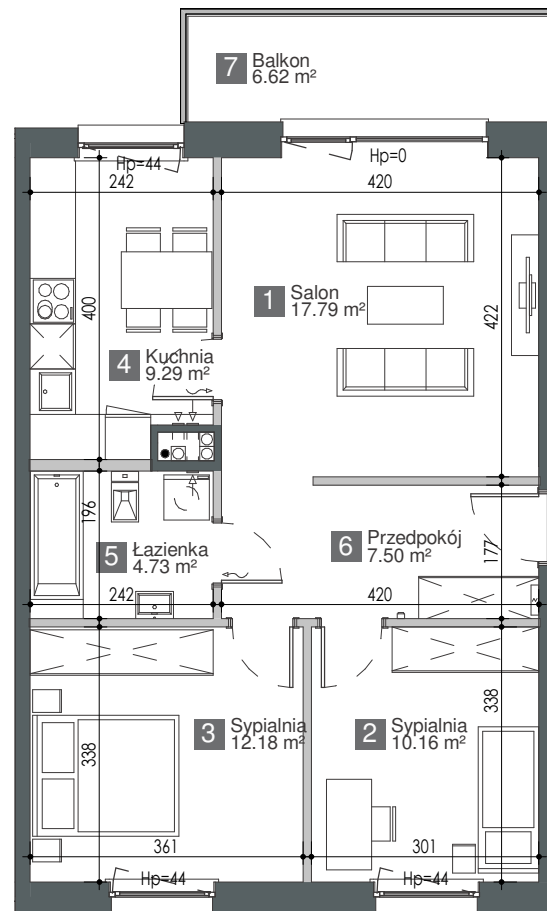 7 Balkon
6.62 m²
Hp=44
Hp=0
242
420
1 Salon
17.79 m²
400
422
4 Kuchnia
9.29 m²
196
5 Łazienka
4.73 m²
6 Przedpokój
7.50 m²
177
242
420
3 Sypialnia
12.18 m²
2 Sypialnia
10.16 m²
338
338
361
301
Hp=44
Hp=44